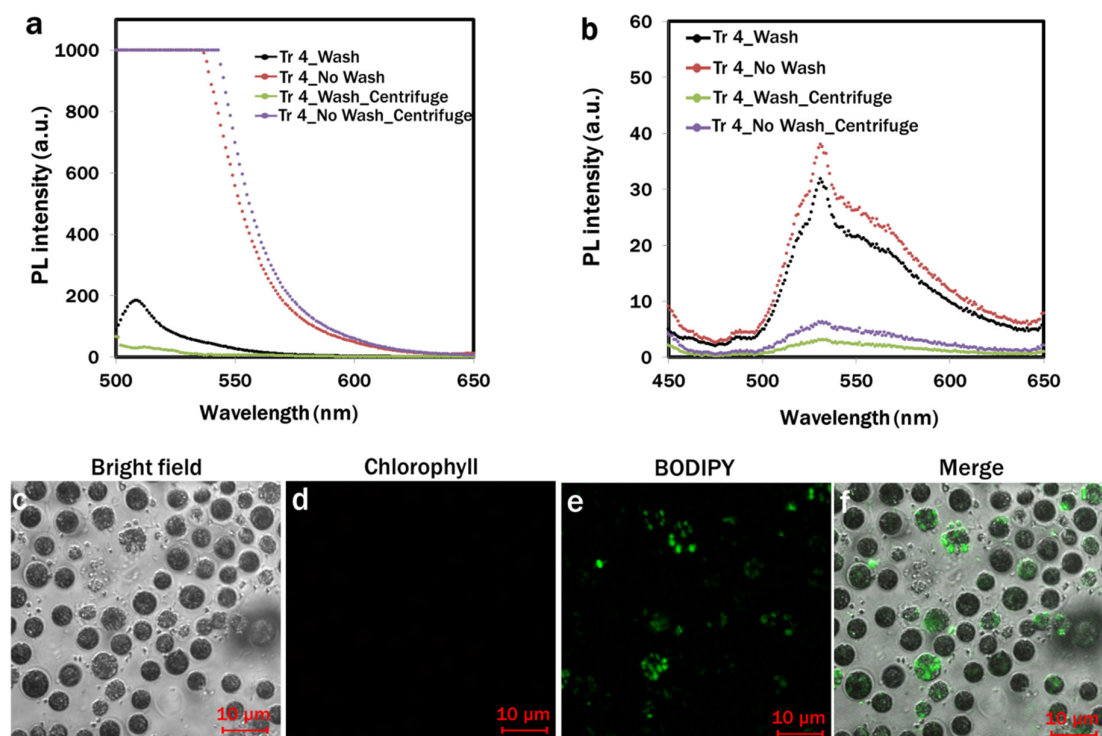 a
PL intensity (a.u.)
1000
800
600
400
200
0
500
550
600
650
Wavelength (nm)
Tr 4_Wash
Tr 4_No Wash
Tr 4_Wash_Centrifuge
Tr 4_No Wash_Centrifuge
b
PL intensity (a.u.)
60
50
40
30
20
10
0
450
500
550
600
650
Wavelength (nm)
Tr 4_Wash
Tr 4_No Wash
Tr 4_Wash_Centrifuge
Tr 4_No Wash_Centrifuge
Bright field
Chlorophyll
BODIPY
Merge
c
10 µm
d
10 µm
e
10 µm
f
10 µm